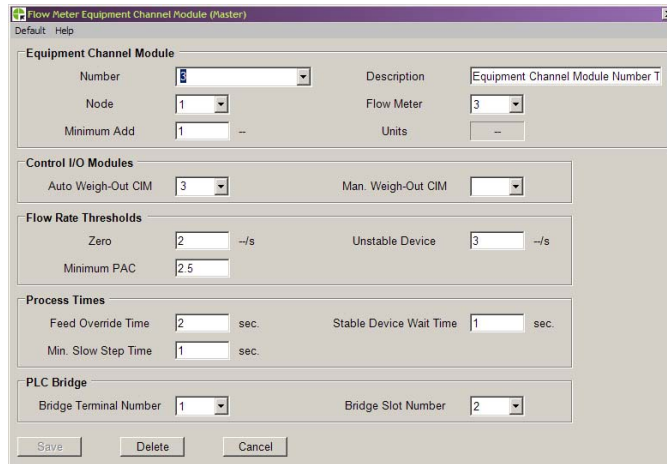 Flow Meter Equipment Channel Module (Master)
Default Help
Equipment Channel Module
Number 3 Description Equipment Channel Module Number T
Node 1 Flow Meter 3
Minimum Add 1 -- Units --
Control I/O Modules
Auto Weigh-Out CIM 3 Man. Weigh-Out CIM
Flow Rate Thresholds
Zero 2 --/s Unstable Device 3 --/s
Minimum PAC 2.5
Process Times
Feed Override Time 2 sec. Stable Device Wait Time 1 sec.
Min. Slow Step Time 1 sec.
PLC Bridge
Bridge Terminal Number 1 Bridge Slot Number 2
Save Delete Cancel